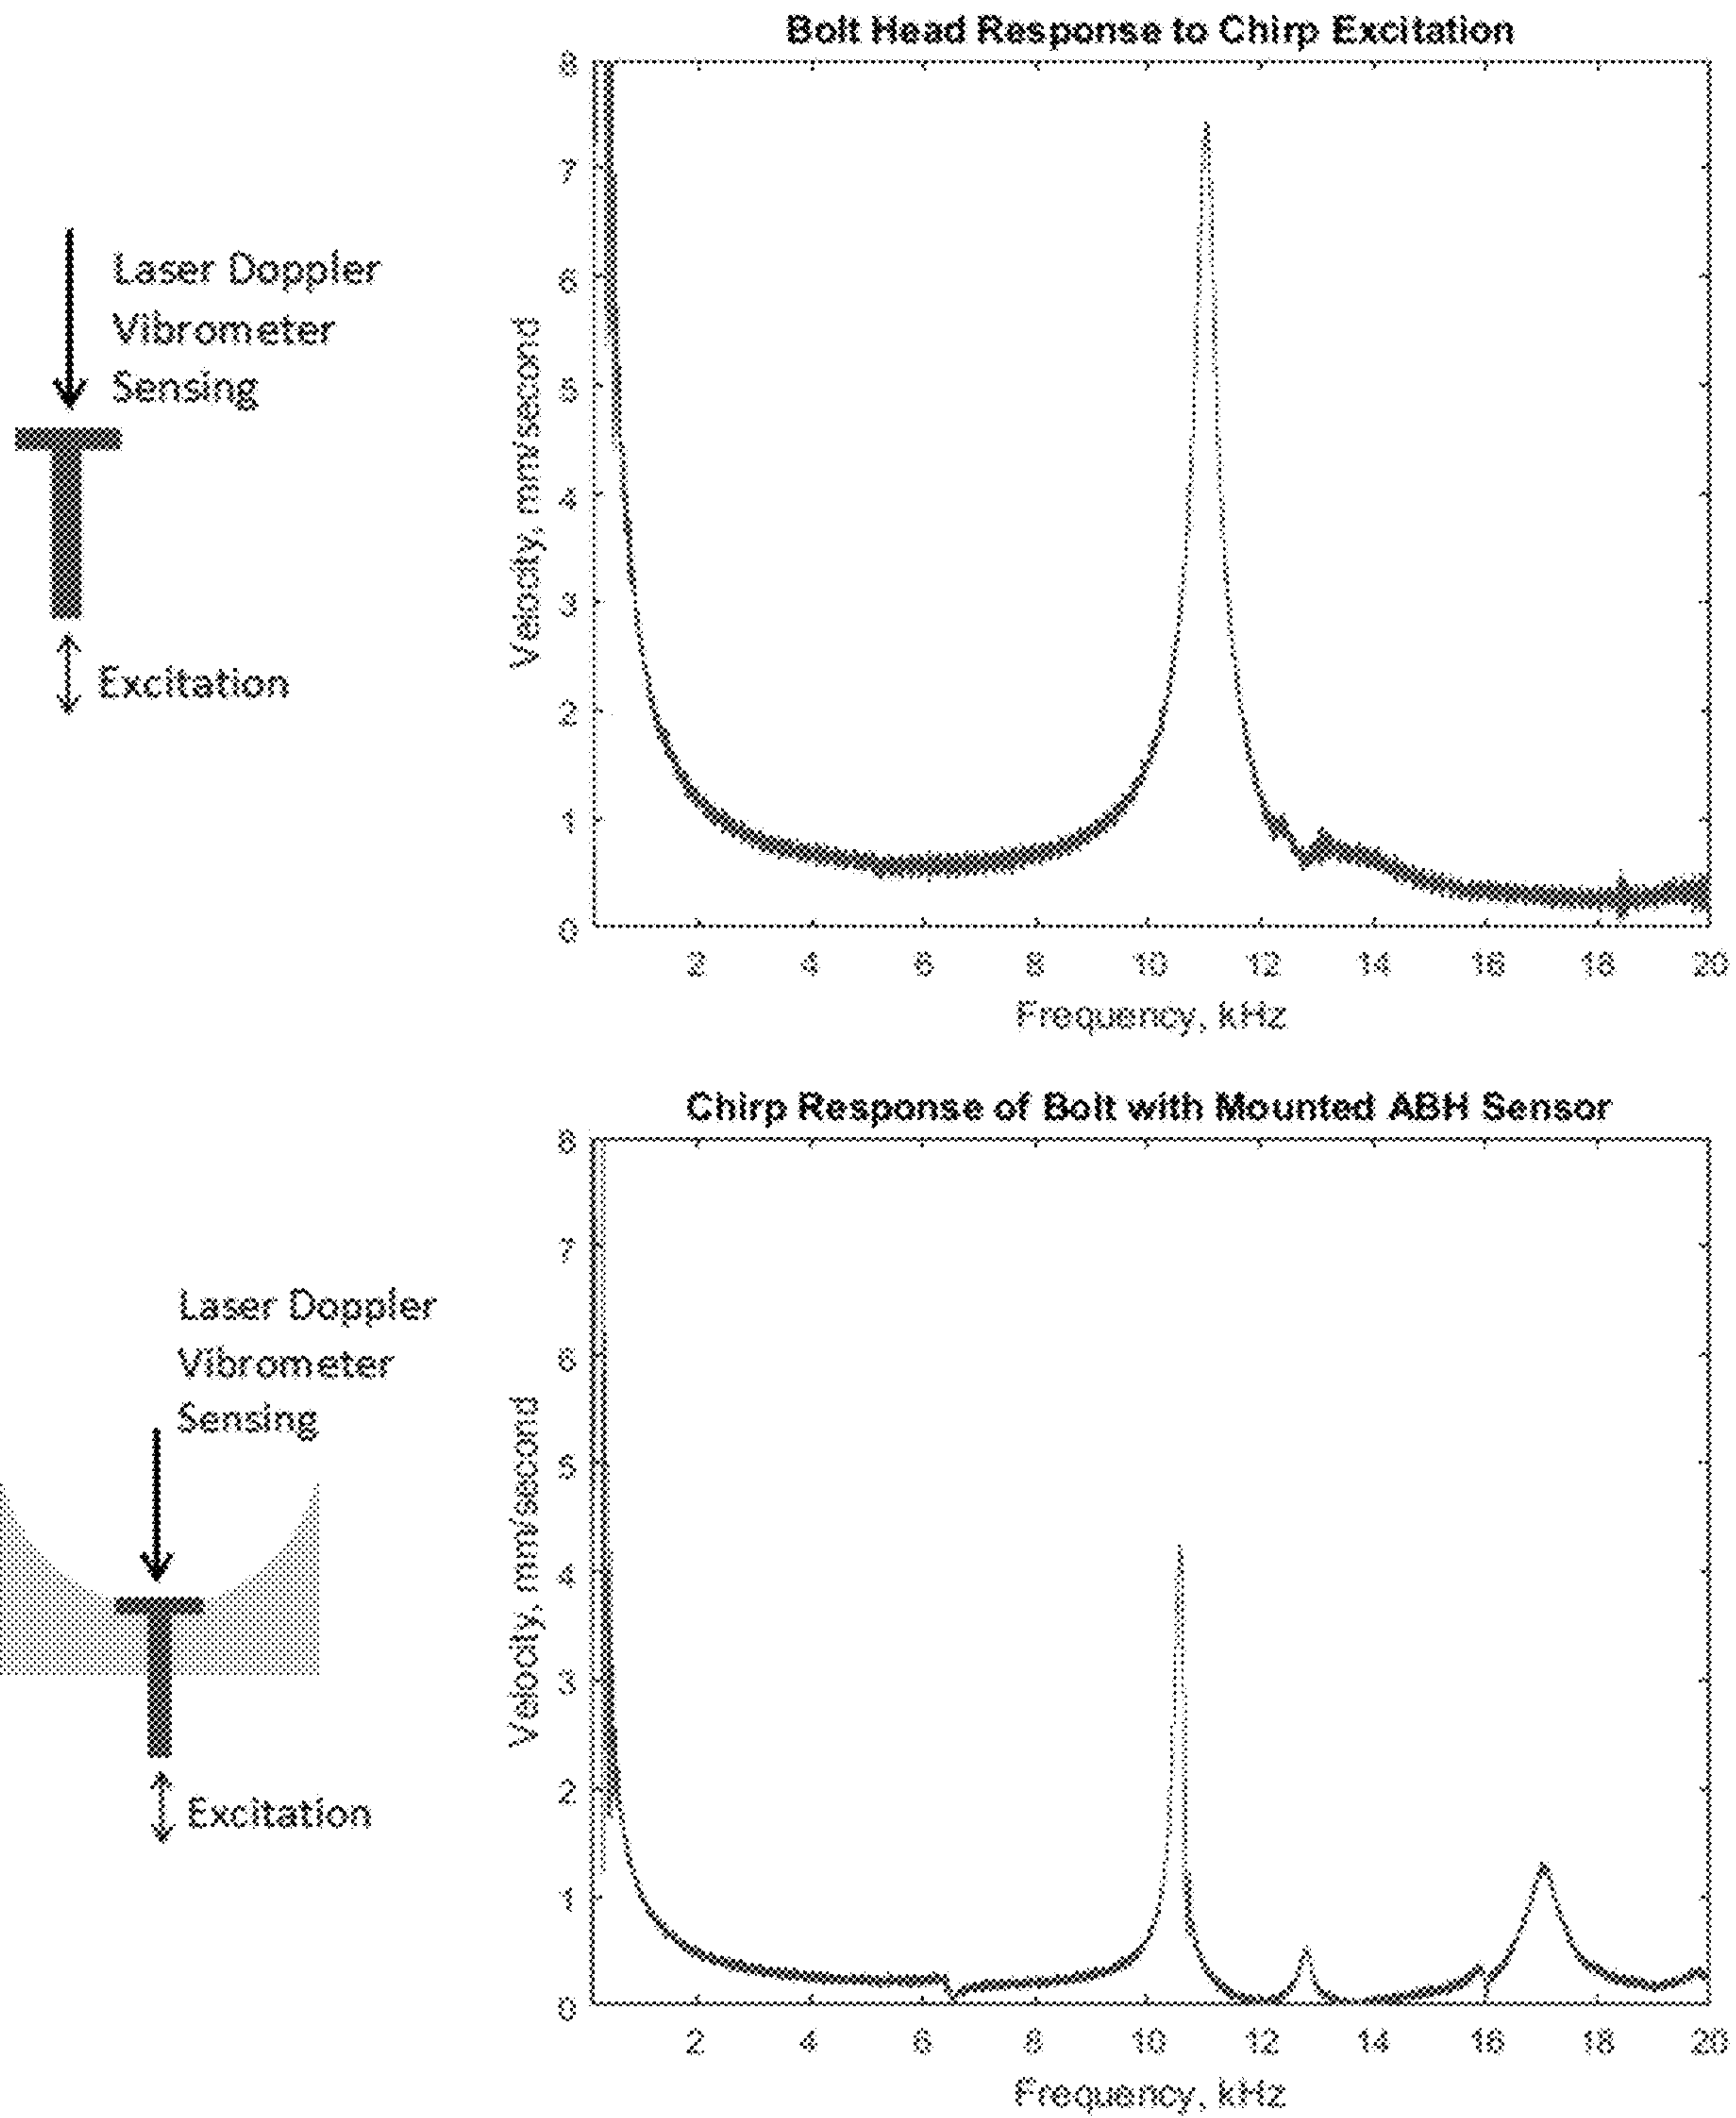 Bolt Head Response to Chirp Excitation
8
7
6
5
4
3
2
1
0
Velocity, mm/second
2 4 6 8 10 12 14 16 18 20
Frequency, kHz
Laser Doppler
Vibrometer
Sensing
Excitation
Chirp Response of Bolt with Mounted ABH Sensor
8
7
6
5
4
3
2
1
0
Velocity, mm/second
2 4 6 8 10 12 14 16 18 20
Frequency, kHz
Laser Doppler
Vibrometer
Sensing
Excitation